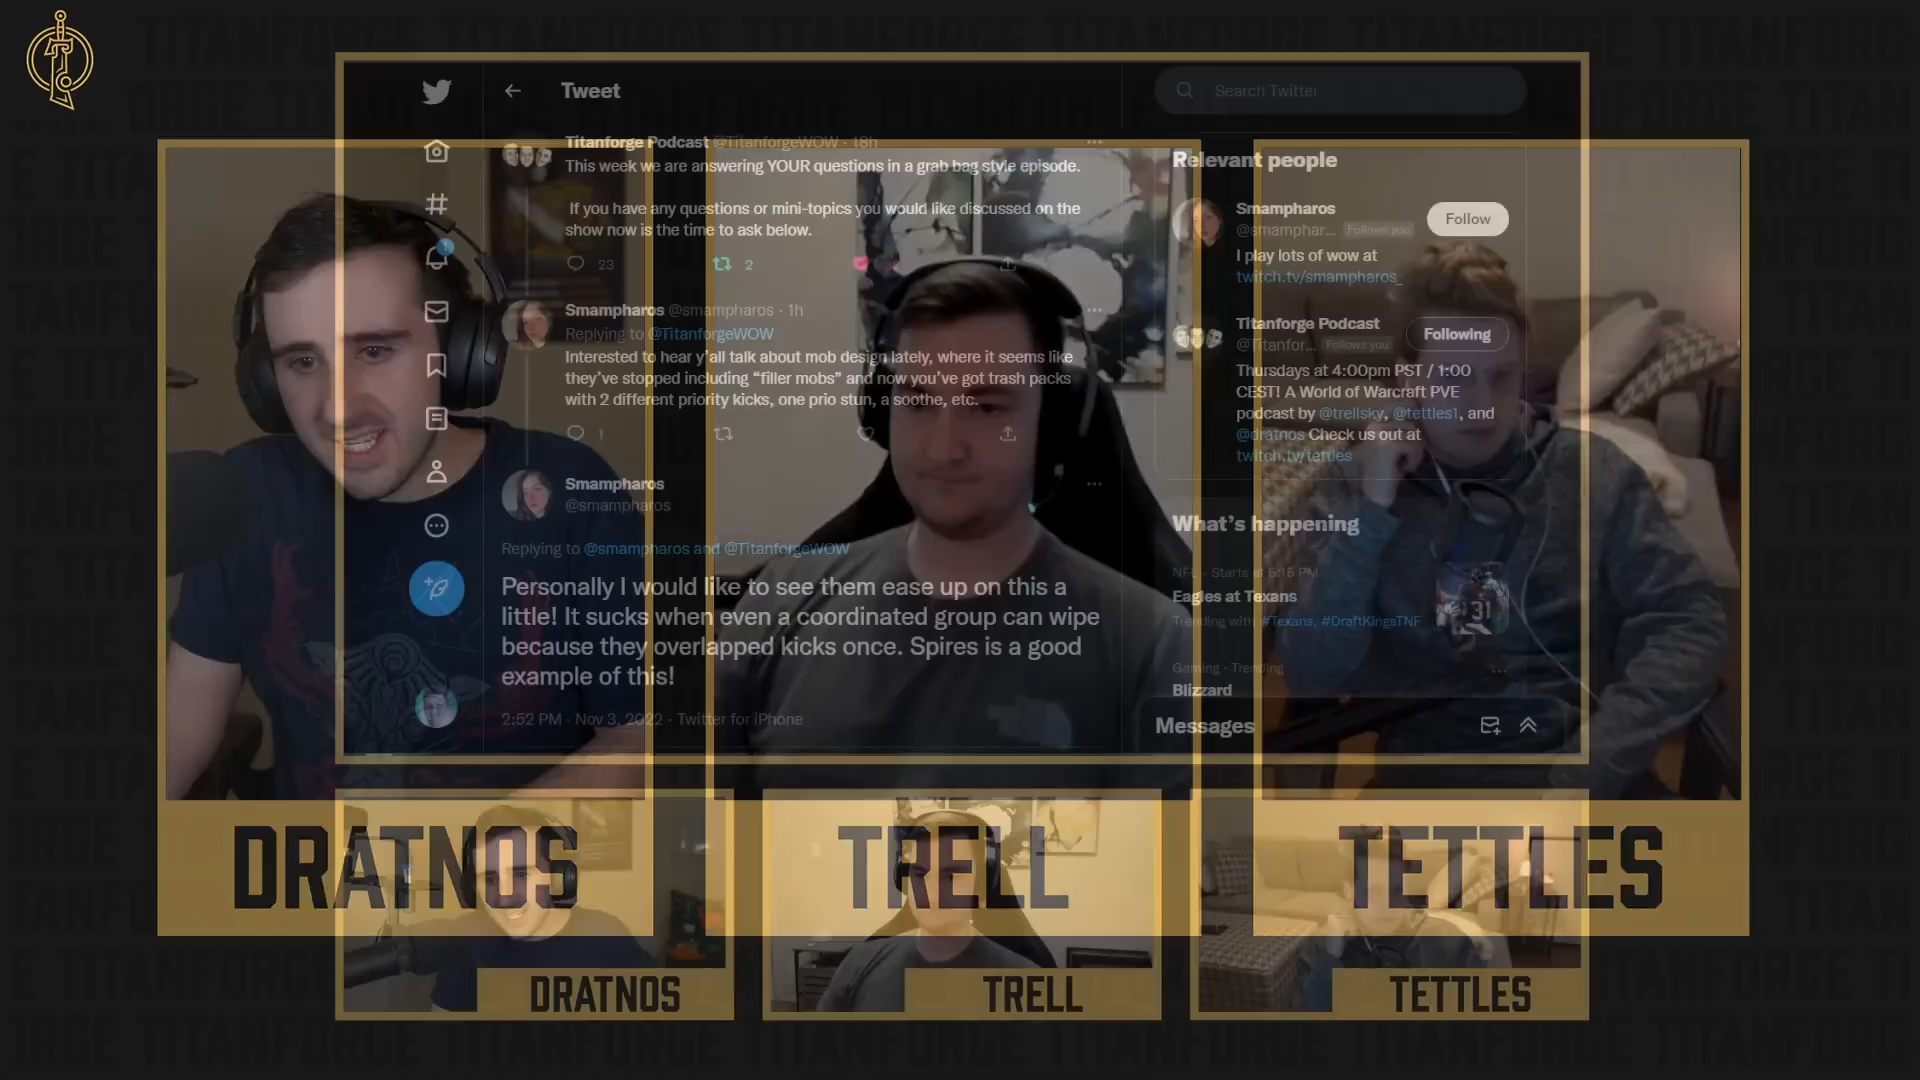 Tweet
Search Twitter
Titanforge Podcast @TitanforgeWOW · 18h
This week we are answering YOUR questions in a grab bag style episode.
If you have any questions or mini-topics you would like discussed on the
show now is the time to ask below.
23
2
Smampharos @smampharos · 1h
Replying to @TitanforgeWOW
Interested to hear y'all talk about mob design lately, where it seems like
they've stopped including "filler mobs" and now you've got trash packs
with 2 different priority kicks, one prio stun, a soothe, etc.
1
Smampharos
@smampharos
Replying to @smampharos and @TitanforgeWOW
Personally I would like to see them ease up on this a
little! It sucks when even a coordinated group can wipe
because they overlapped kicks once. Spires is a good
example of this!
2:52 PM · Nov 3, 2022 · Twitter for iPhone
Relevant people
Smampharos
@smamphar... Follows you
Follow
I play lots of wow at
twitch.tv/smampharos_
Titanforge Podcast
@Titanfor... Follows you
Following
Thursdays at 4:00pm PST / 1:00
CEST! A World of Warcraft PVE
podcast by @trellsky, @tettles1, and
@dratnos Check us out at
twitch.tv/tettles
What's happening
NFL · Starts at 5:15 PM
Eagles at Texans
Trending with #Texans, #DraftKingsTNF
Gaming · Trending
Blizzard
Messages
DRATNOS
TRELL
TETTLES
DRATNOS
TRELL
TETTLES